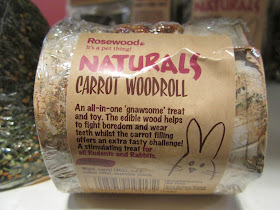 Rosewood
It's a pet thing!
NATURALS
CARROT WOODROLL
An all-in-one 'gnawsome' treat
and toy. The edible wood helps
to fight boredom and wear
teeth whilst the carrot filling
offers an extra tasty challenge!
A stimulating treat for
all Rodents and Rabbits.